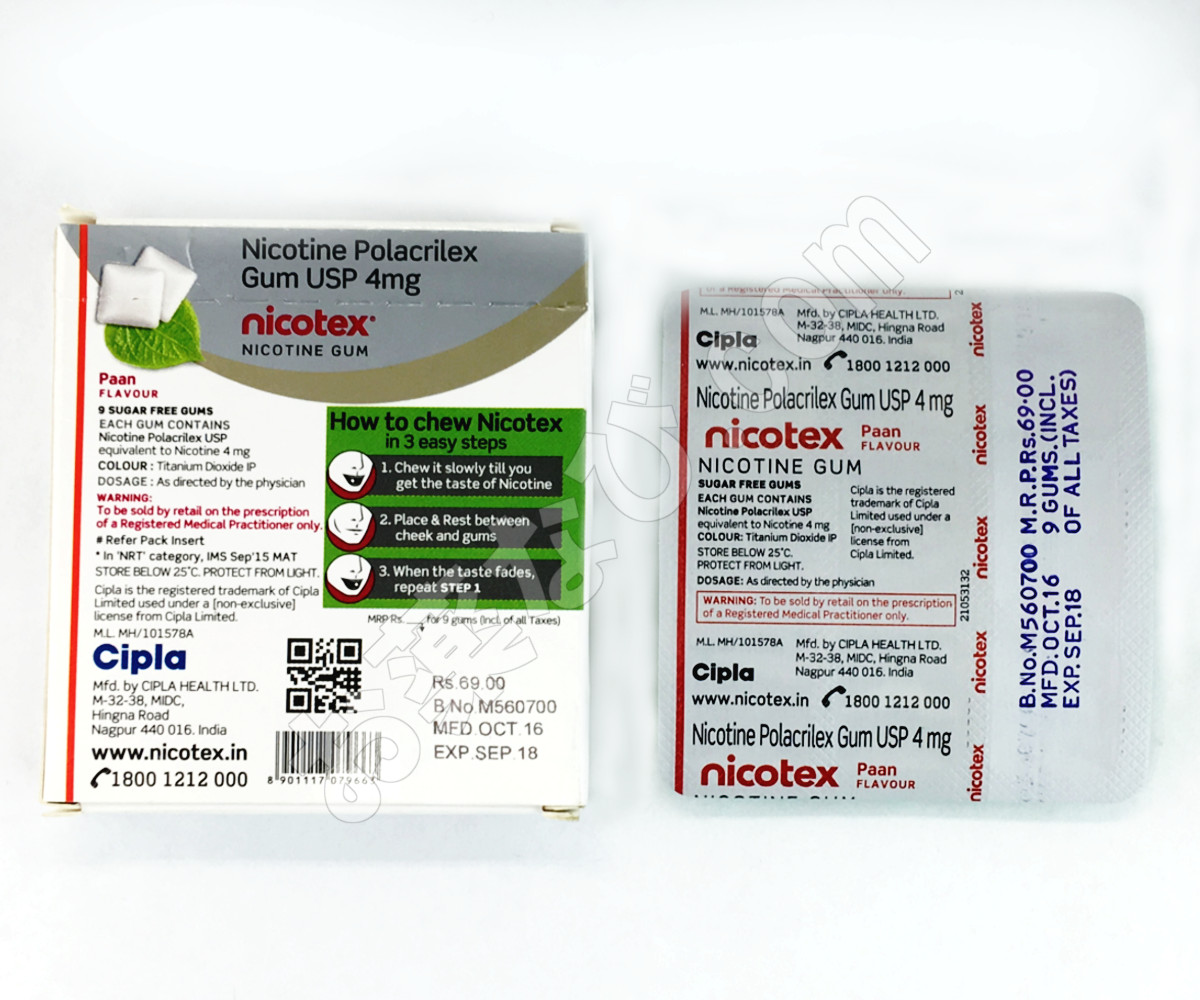 Nicotine Polacrilex
Gum USP 4mg
nicotex
NICOTINE GUM
Paan
FLAVOUR
9 SUGAR FREE GUMS
EACH GUM CONTAINS
Nicotine Polacrilex USP
equivalent to Nicotine 4 mg
COLOUR : Titanium Dioxide IP
DOSAGE : As directed by the physician
WARNING:
To be sold by retail on the prescription
of a Registered Medical Practitioner only.
# Refer Pack Insert
* In 'NRT' category, IMS Sep'15 MAT
STORE BELOW 25°C. PROTECT FROM LIGHT.
Cipla is the registered trademark of Cipla
Limited used under a [non-exclusive]
license from Cipla Limited.
M.L. MH/101578A
Cipla
Mfd. by CIPLA HEALTH LTD.
M-32-38, MIDC,
Hingna Road
Nagpur 440 016. India
www.nicotex.in
1800 1212 000
How to chew Nicotex
in 3 easy steps
1. Chew it slowly till you
get the taste of Nicotine
2. Place & Rest between
cheek and gums
3. When the taste fades,
repeat STEP 1
MRP Rs. for 9 gums (Incl. of all Taxes)
Rs.69.00
B.No M560700
MFD.OCT.16
EXP.SEP.18
8 901117 07966
of a Registered Medical Practitioner only.
M.L. MH/101578A
Mfd. by CIPLA HEALTH LTD.
M-32-38, MIDC, Hingna Road
Nagpur 440 016. India
Cipla
www.nicotex.in 1800 1212 000
Nicotine Polacrilex Gum USP 4 mg
nicotex Paan
FLAVOUR
NICOTINE GUM
SUGAR FREE GUMS
EACH GUM CONTAINS
Nicotine Polacrilex USP
equivalent to Nicotine 4 mg
COLOUR: Titanium Dioxide IP
STORE BELOW 25°C.
PROTECT FROM LIGHT.
Cipla is the registered
trademark of Cipla
Limited used under a
[non-exclusive]
license from
Cipla Limited.
DOSAGE: As directed by the physician
WARNING: To be sold by retail on the prescription
of a Registered Medical Practitioner only.
21053132
M.L. MH/101578A
Mfd. by CIPLA HEALTH LTD.
M-32-38, MIDC, Hingna Road
Nagpur 440 016. India
Cipla
www.nicotex.in 1800 1212 000
Nicotine Polacrilex Gum USP 4 mg
nicotex Paan
FLAVOUR
NICOTINE GUM
nicotex
nicotex
nicotex
nicotex
nicotex
B.No.M560700 M.R.P.Rs.69-00
MFD.OCT.16 9 GUMS.(INCL.
EXP.SEP.18 OF ALL TAXES)
お薬なび.com